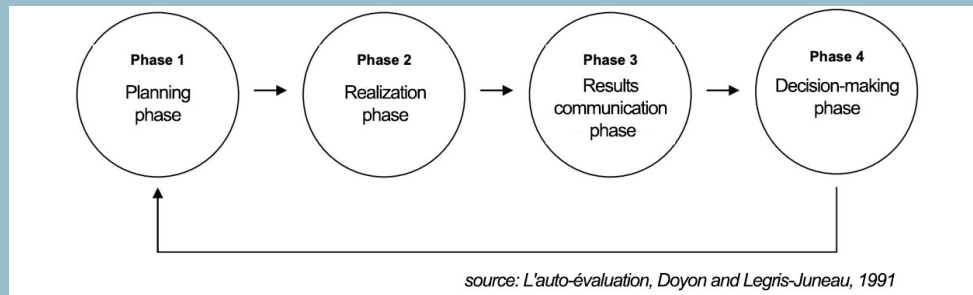 Phase 1
Planning
phase
Phase 2
Realization
phase
Phase 3
Results
communication
phase
Phase 4
Decision-making
phase
source: L'auto-évaluation, Doyon and Legris-Juneau, 1991